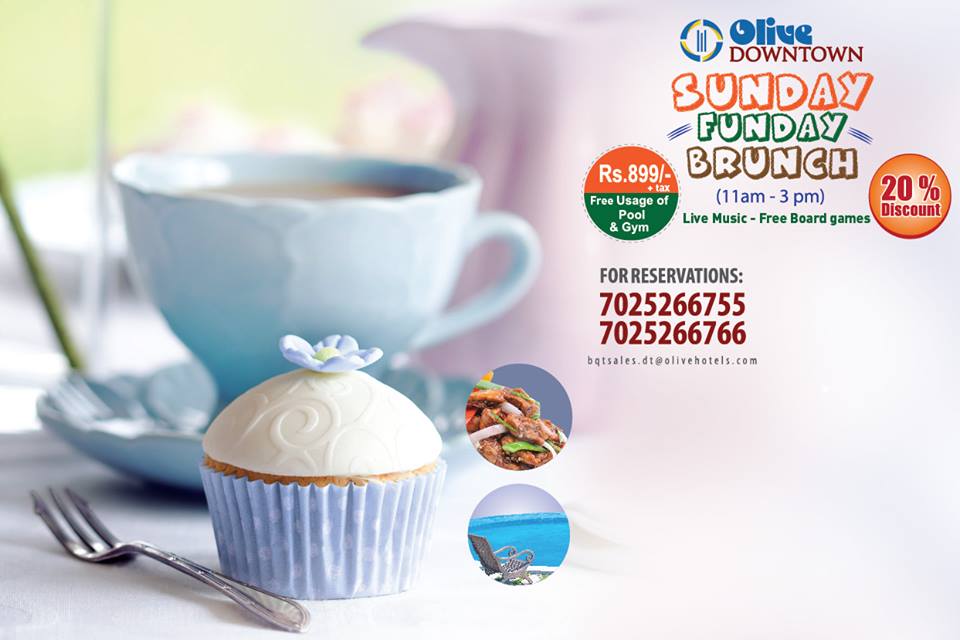 Olive
DOWNTOWN
SUNDAY
FUNDAY
BRUNCH
(11am - 3 pm)
Live Music - Free Board games
Rs.899/-
+ tax
Free Usage of
Pool
& Gym
20 %
Discount
FOR RESERVATIONS:
7025266755
7025266766
bqtsales.dt@olivehotels.com